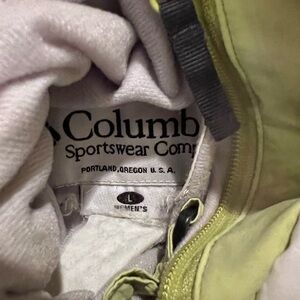 Columb
Sportswear Comp
PORTLAND, OREGON U.S.A.
L
WOMEN'S